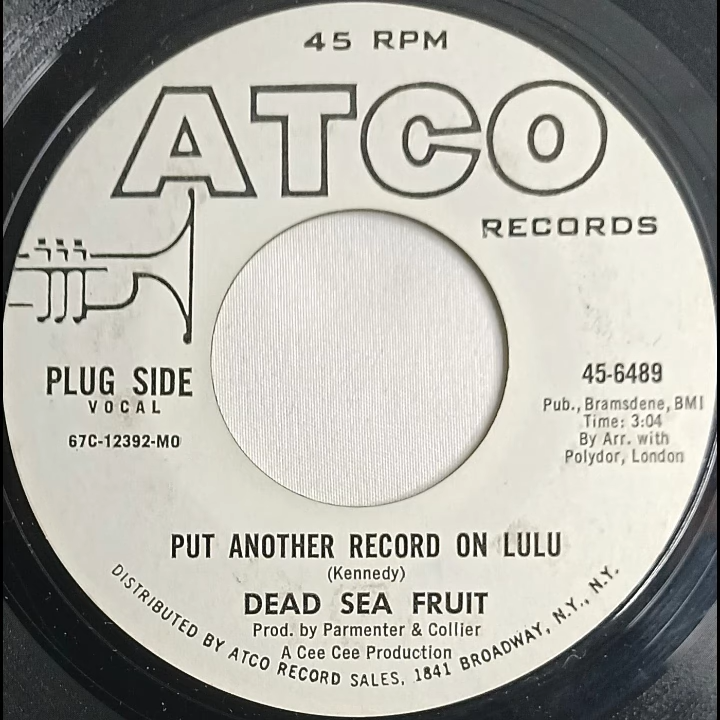 45 RPM
ATCO
RECORDS
PLUG SIDE
VOCAL
67C-12392-MO
45-6489
Pub., Bramsdene, BMI
Time: 3:04
By Arr. with
Polydor, London
PUT ANOTHER RECORD ON LULU
(Kennedy)
DEAD SEA FRUIT
Prod. by Parmenter & Collier
A Cee Cee Production
DISTRIBUTED BY ATCO RECORD SALES, 1841 BROADWAY, N.Y., N.Y.